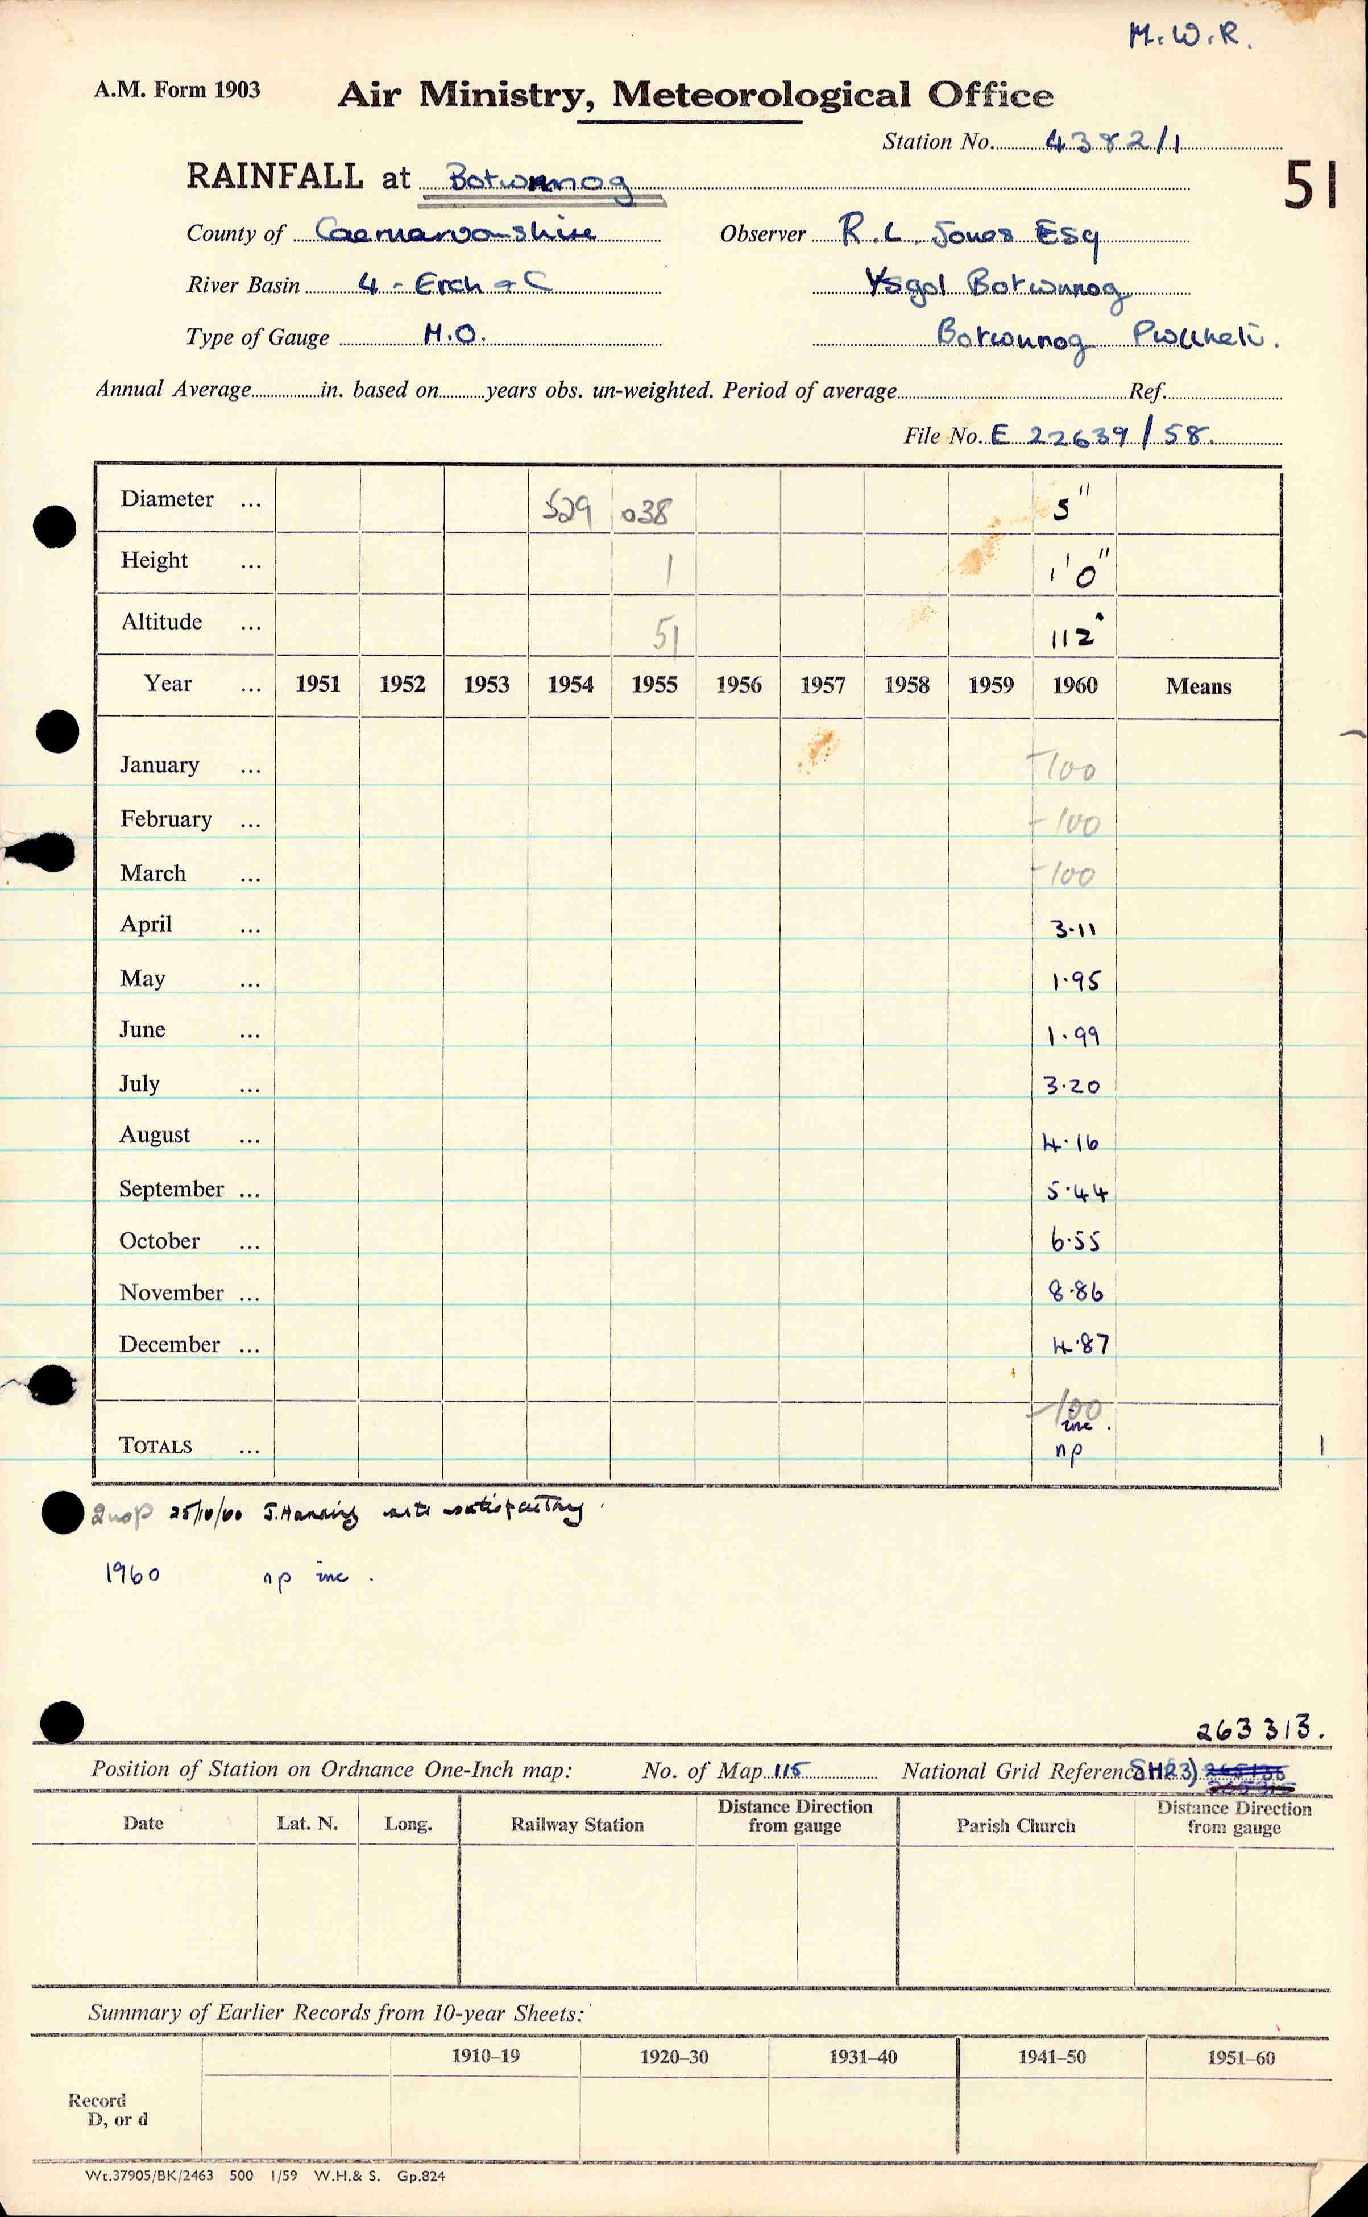 M.W.R.
A.M. Form 1903 Air Ministry, Meteorological Office
Station No. 4382/1
RAINFALL at Botwnnog 51
County of Caernarvonshire Observer R.L. Jones Esq
River Basin 4 - Erch + C Ysgol Botwnnog
Type of Gauge M.O. Botwnnog Pwllheli.
Annual Average in. based on years obs. un-weighted. Period of average Ref.
File No. E 22639/58.
Diameter ... 529 038 5"
Height ... 1 1'0"
Altitude ... 51 112
Year ... 1951 1952 1953 1954 1955 1956 1957 1958 1959 1960 Means
January ... -100
February ... -100
March ... -100
April ... 3.11
May ... 1.95
June ... 1.99
July ... 3.20
August ... 4.16
September ... 5.44
October ... 6.55
November ... 8.86
December ... 4.87
-100
inc.
TOTALS ... np
Insp 25/10/60 J. Harding site satisfactory
1960 np inc.
263313.
Position of Station on Ordnance One-Inch map: No. of Map 115 National Grid Reference SH(23)
Date Lat. N. Long. Railway Station Distance Direction from gauge Parish Church Distance Direction from gauge
Summary of Earlier Records from 10-year Sheets:
1910–19 1920–30 1931–40 1941–50 1951–60
Record
D, or d
Wt.37905/BK/2463 500 1/59 W.H.& S. Gp.824